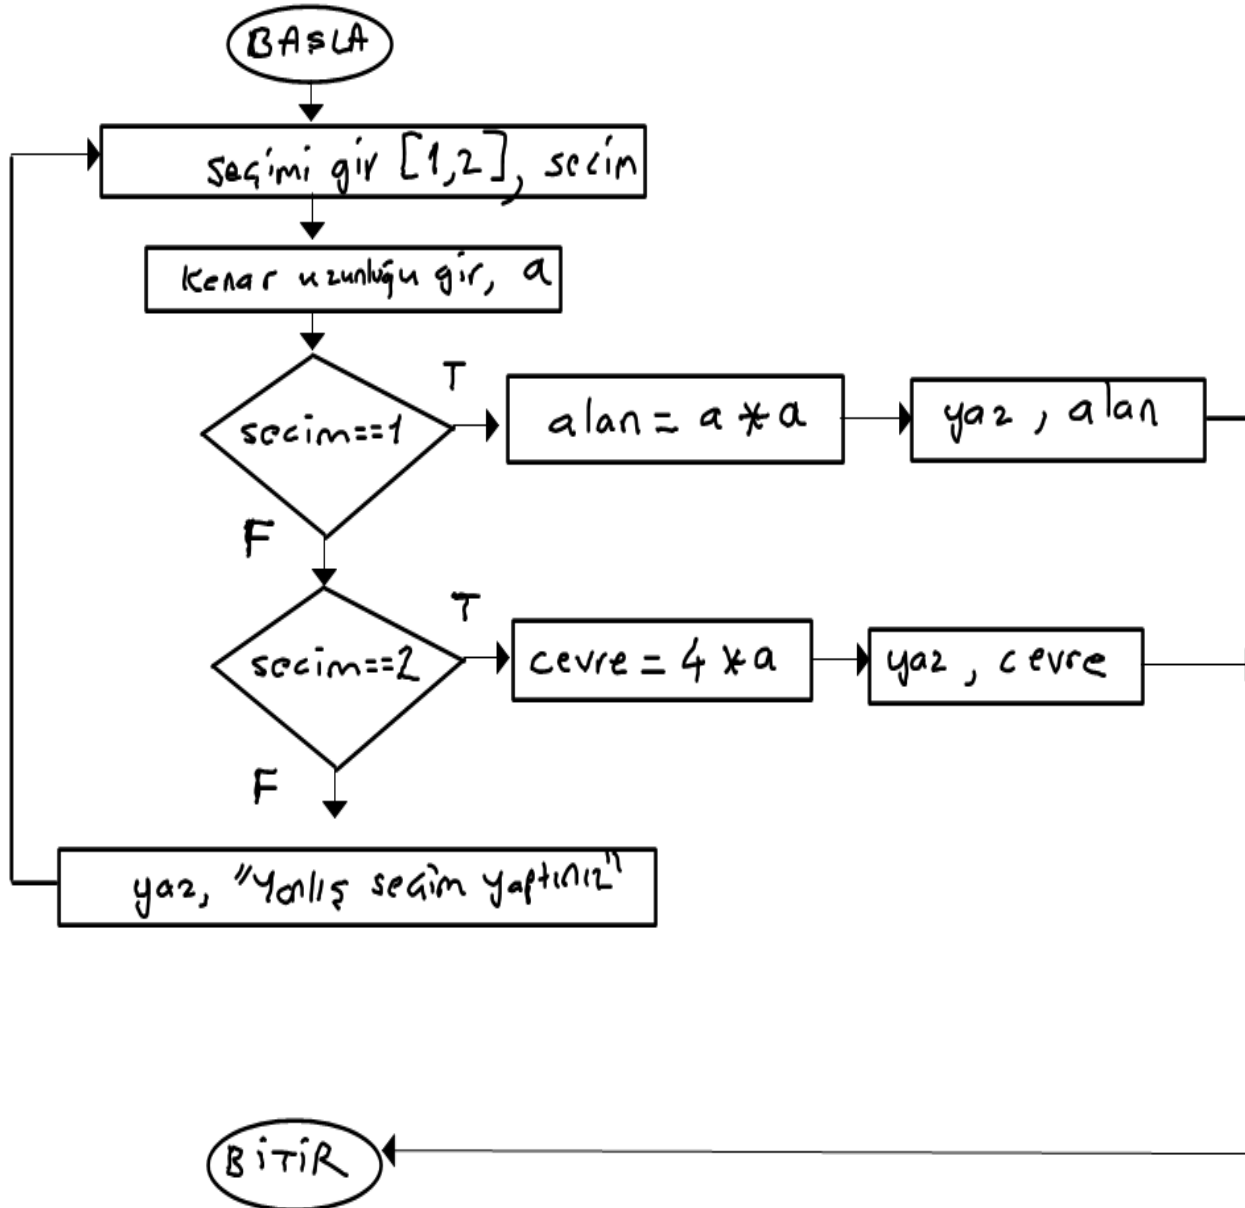 BAŞLA
Seçimi gir [1,2], secim
Kenar uzunluğu gir, a
secim==1
T
alan = a * a
yaz, alan
F
secim==2
T
cevre = 4 * a
yaz, cevre
F
yaz, "Yanlış seçim yaptınız"
BİTİR